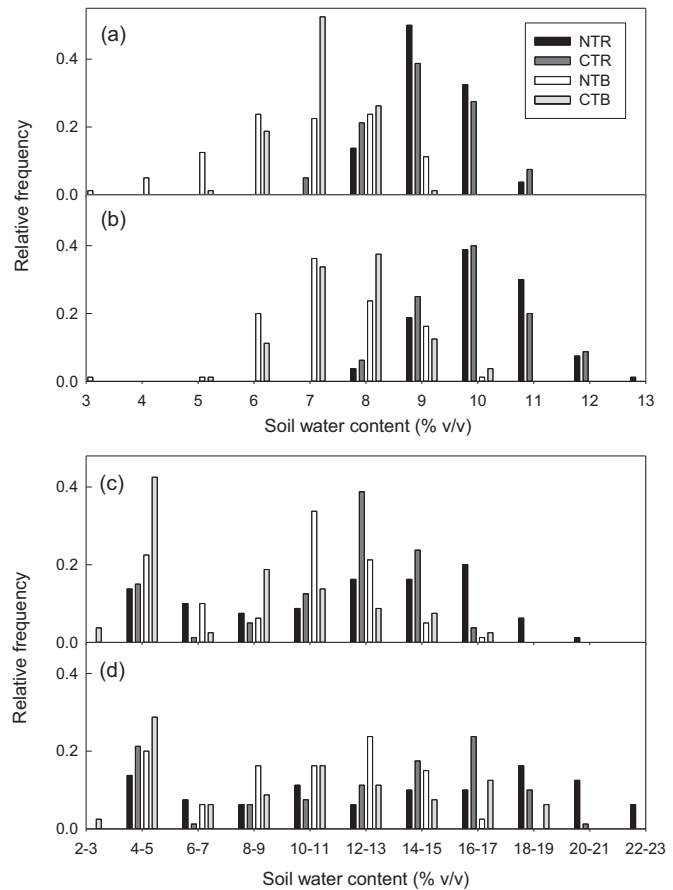 (a)
NTR
CTR
NTB
CTB
0.4
0.2
0.0
Relative frequency
(b)
0.4
0.2
0.0
3 4 5 6 7 8 9 10 11 12 13
Soil water content (% v/v)
(c)
0.4
0.2
0.0
Relative frequency
(d)
0.4
0.2
0.0
2-3 4-5 6-7 8-9 10-11 12-13 14-15 16-17 18-19 20-21 22-23
Soil water content (% v/v)